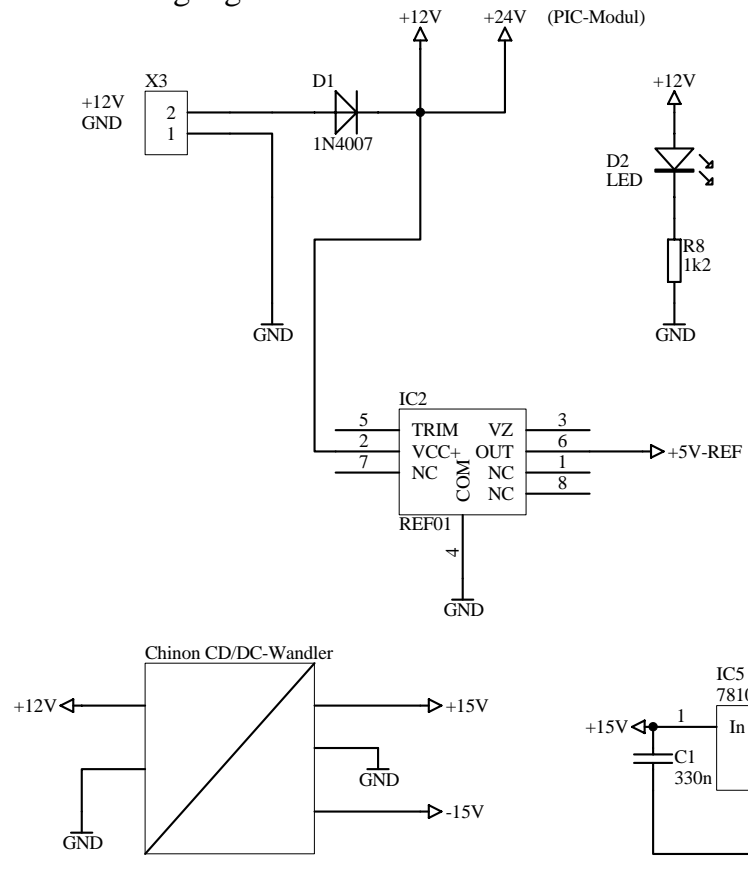 +12V
+24V (PIC-Modul)
X3
D1
+12V
+12V
GND
2
1
1N4007
D2
LED
R8
1k2
GND
GND
IC2
5
TRIM
VZ
3
2
VCC+
OUT
6
+5V-REF
7
NC
COM
NC
1
NC
8
REF01
4
GND
Chinon CD/DC-Wandler
IC5
+12V
+15V
+15V
1
In
GND
C1
330n
-15V
GND